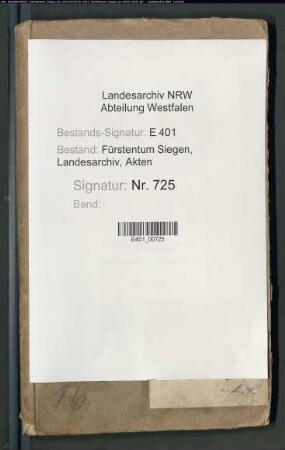 Landesarchiv NRW
Abteilung Westfalen
Bestands-Signatur: E 401
Bestand: Fürstentum Siegen,
Landesarchiv, Akten
Signatur: Nr. 725
Band:
E401_00725